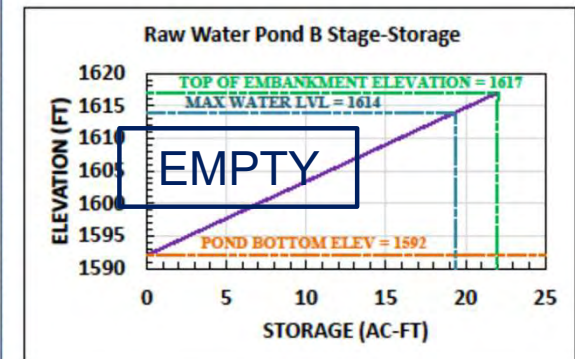 Raw Water Pond B Stage-Storage
ELEVATION (FT)
1620
TOP OF EMBANKMENT ELEVATION = 1617
1615
MAX WATER LVL = 1614
1610
EMPTY
1605
1600
1595
POND BOTTOM ELEV = 1592
1590
0 5 10 15 20 25
STORAGE (AC-FT)